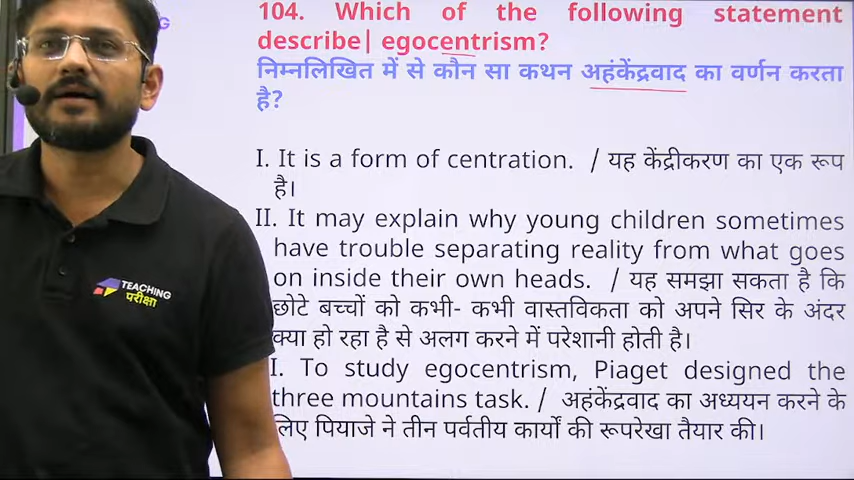 104. Which of the following statement
describe| egocentrism?
निम्नलिखित में से कौन सा कथन अहंकेंद्रवाद का वर्णन करता
है?
I. It is a form of centration. / यह केंद्रीकरण का एक रूप
है।
II. It may explain why young children sometimes
have trouble separating reality from what goes
on inside their own heads. / यह समझा सकता है कि
छोटे बच्चों को कभी- कभी वास्तविकता को अपने सिर के अंदर
क्या हो रहा है से अलग करने में परेशानी होती है।
I. To study egocentrism, Piaget designed the
three mountains task. / अहंकेंद्रवाद का अध्ययन करने के
लिए पियाजे ने तीन पर्वतीय कार्यों की रूपरेखा तैयार की।
TEACHING
परीक्षा